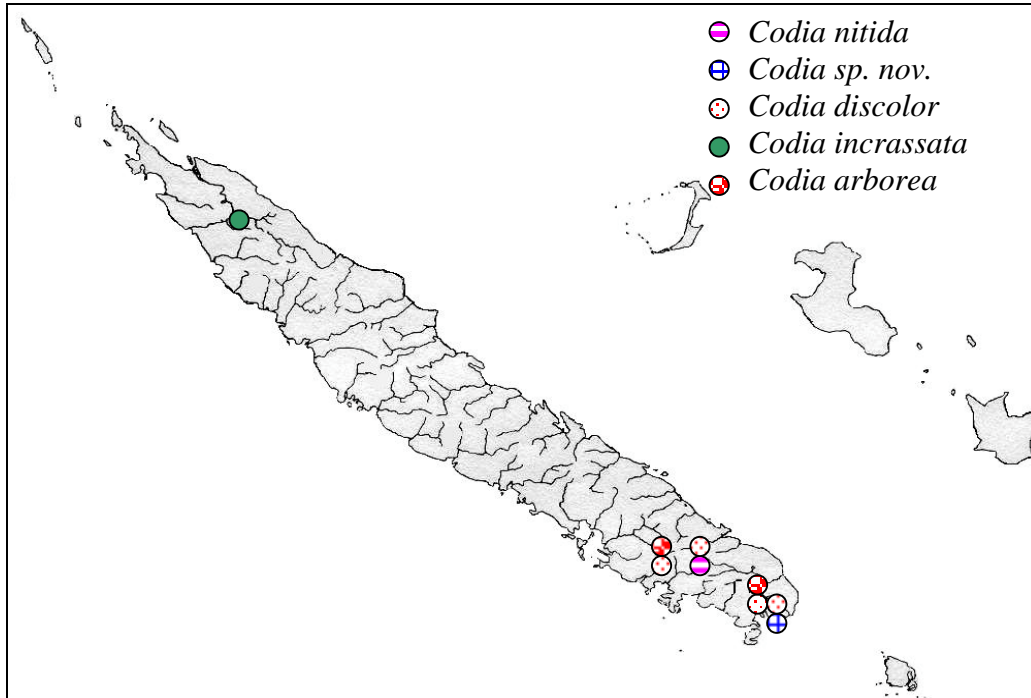 Codia nitida
Codia sp. nov.
Codia discolor
Codia incrassata
Codia arborea